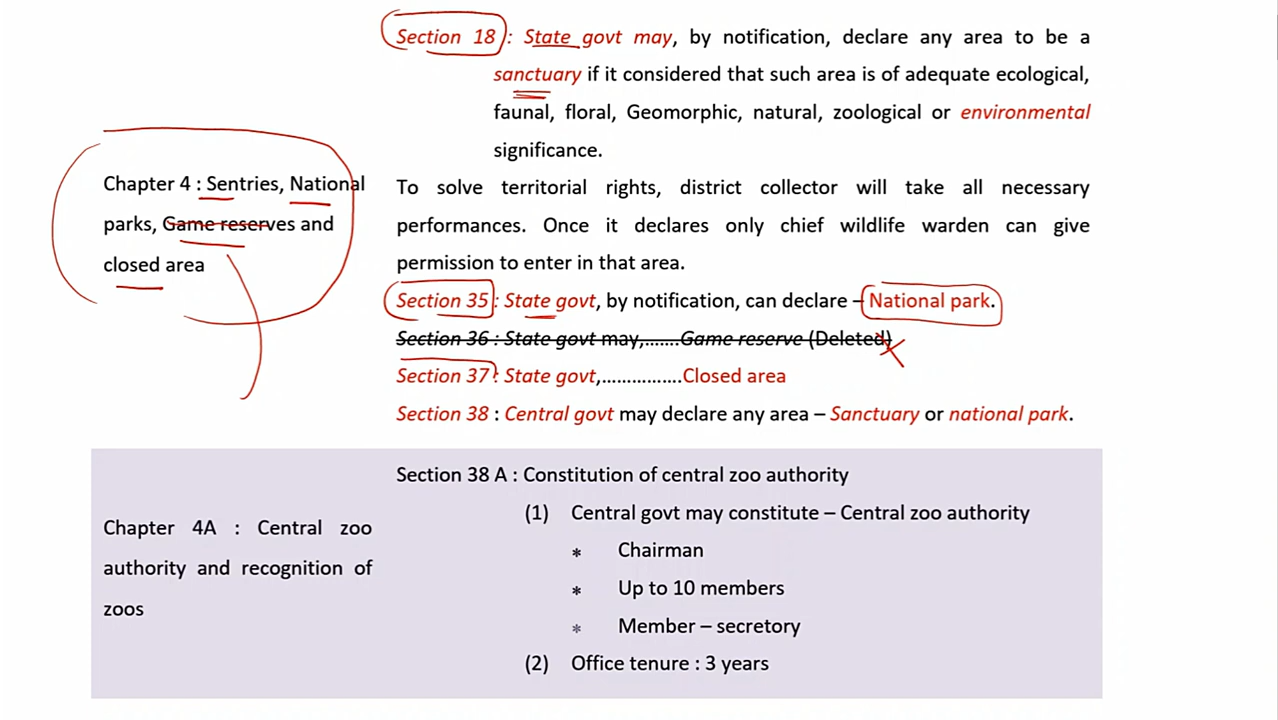 Section 18 : State govt may, by notification, declare any area to be a
sanctuary if it considered that such area is of adequate ecological,
faunal, floral, Geomorphic, natural, zoological or environmental
significance.
Chapter 4 : Sentries, National
parks, Game reserves and
closed area
To solve territorial rights, district collector will take all necessary
performances. Once it declares only chief wildlife warden can give
permission to enter in that area.
Section 35 : State govt, by notification, can declare – National park.
Section 36 : State govt may,.......Game reserve (Deleted)
Section 37 : State govt,................Closed area
Section 38 : Central govt may declare any area – Sanctuary or national park.
Chapter 4A : Central zoo
authority and recognition of
zoos
Section 38 A : Constitution of central zoo authority
(1) Central govt may constitute – Central zoo authority
* Chairman
* Up to 10 members
* Member – secretory
(2) Office tenure : 3 years